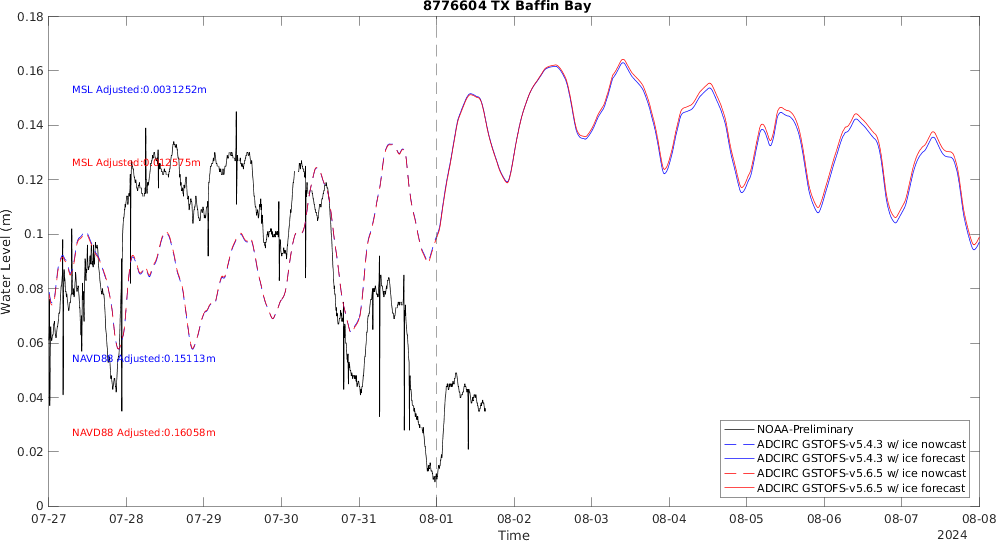 8776604 TX Baffin Bay
0.18
0.16
0.14
0.12
0.1
0.08
0.06
0.04
0.02
0
Water Level (m)
MSL Adjusted:0.0031252m
MSL Adjusted:0.012575m
NAVD88 Adjusted:0.15113m
NAVD88 Adjusted:0.16058m
NOAA-Preliminary
ADCIRC GSTOFS-v5.4.3 w/ ice nowcast
ADCIRC GSTOFS-v5.4.3 w/ ice forecast
ADCIRC GSTOFS-v5.6.5 w/ ice nowcast
ADCIRC GSTOFS-v5.6.5 w/ ice forecast
07-27 07-28 07-29 07-30 07-31 08-01 08-02 08-03 08-04 08-05 08-06 08-07 08-08
Time
2024